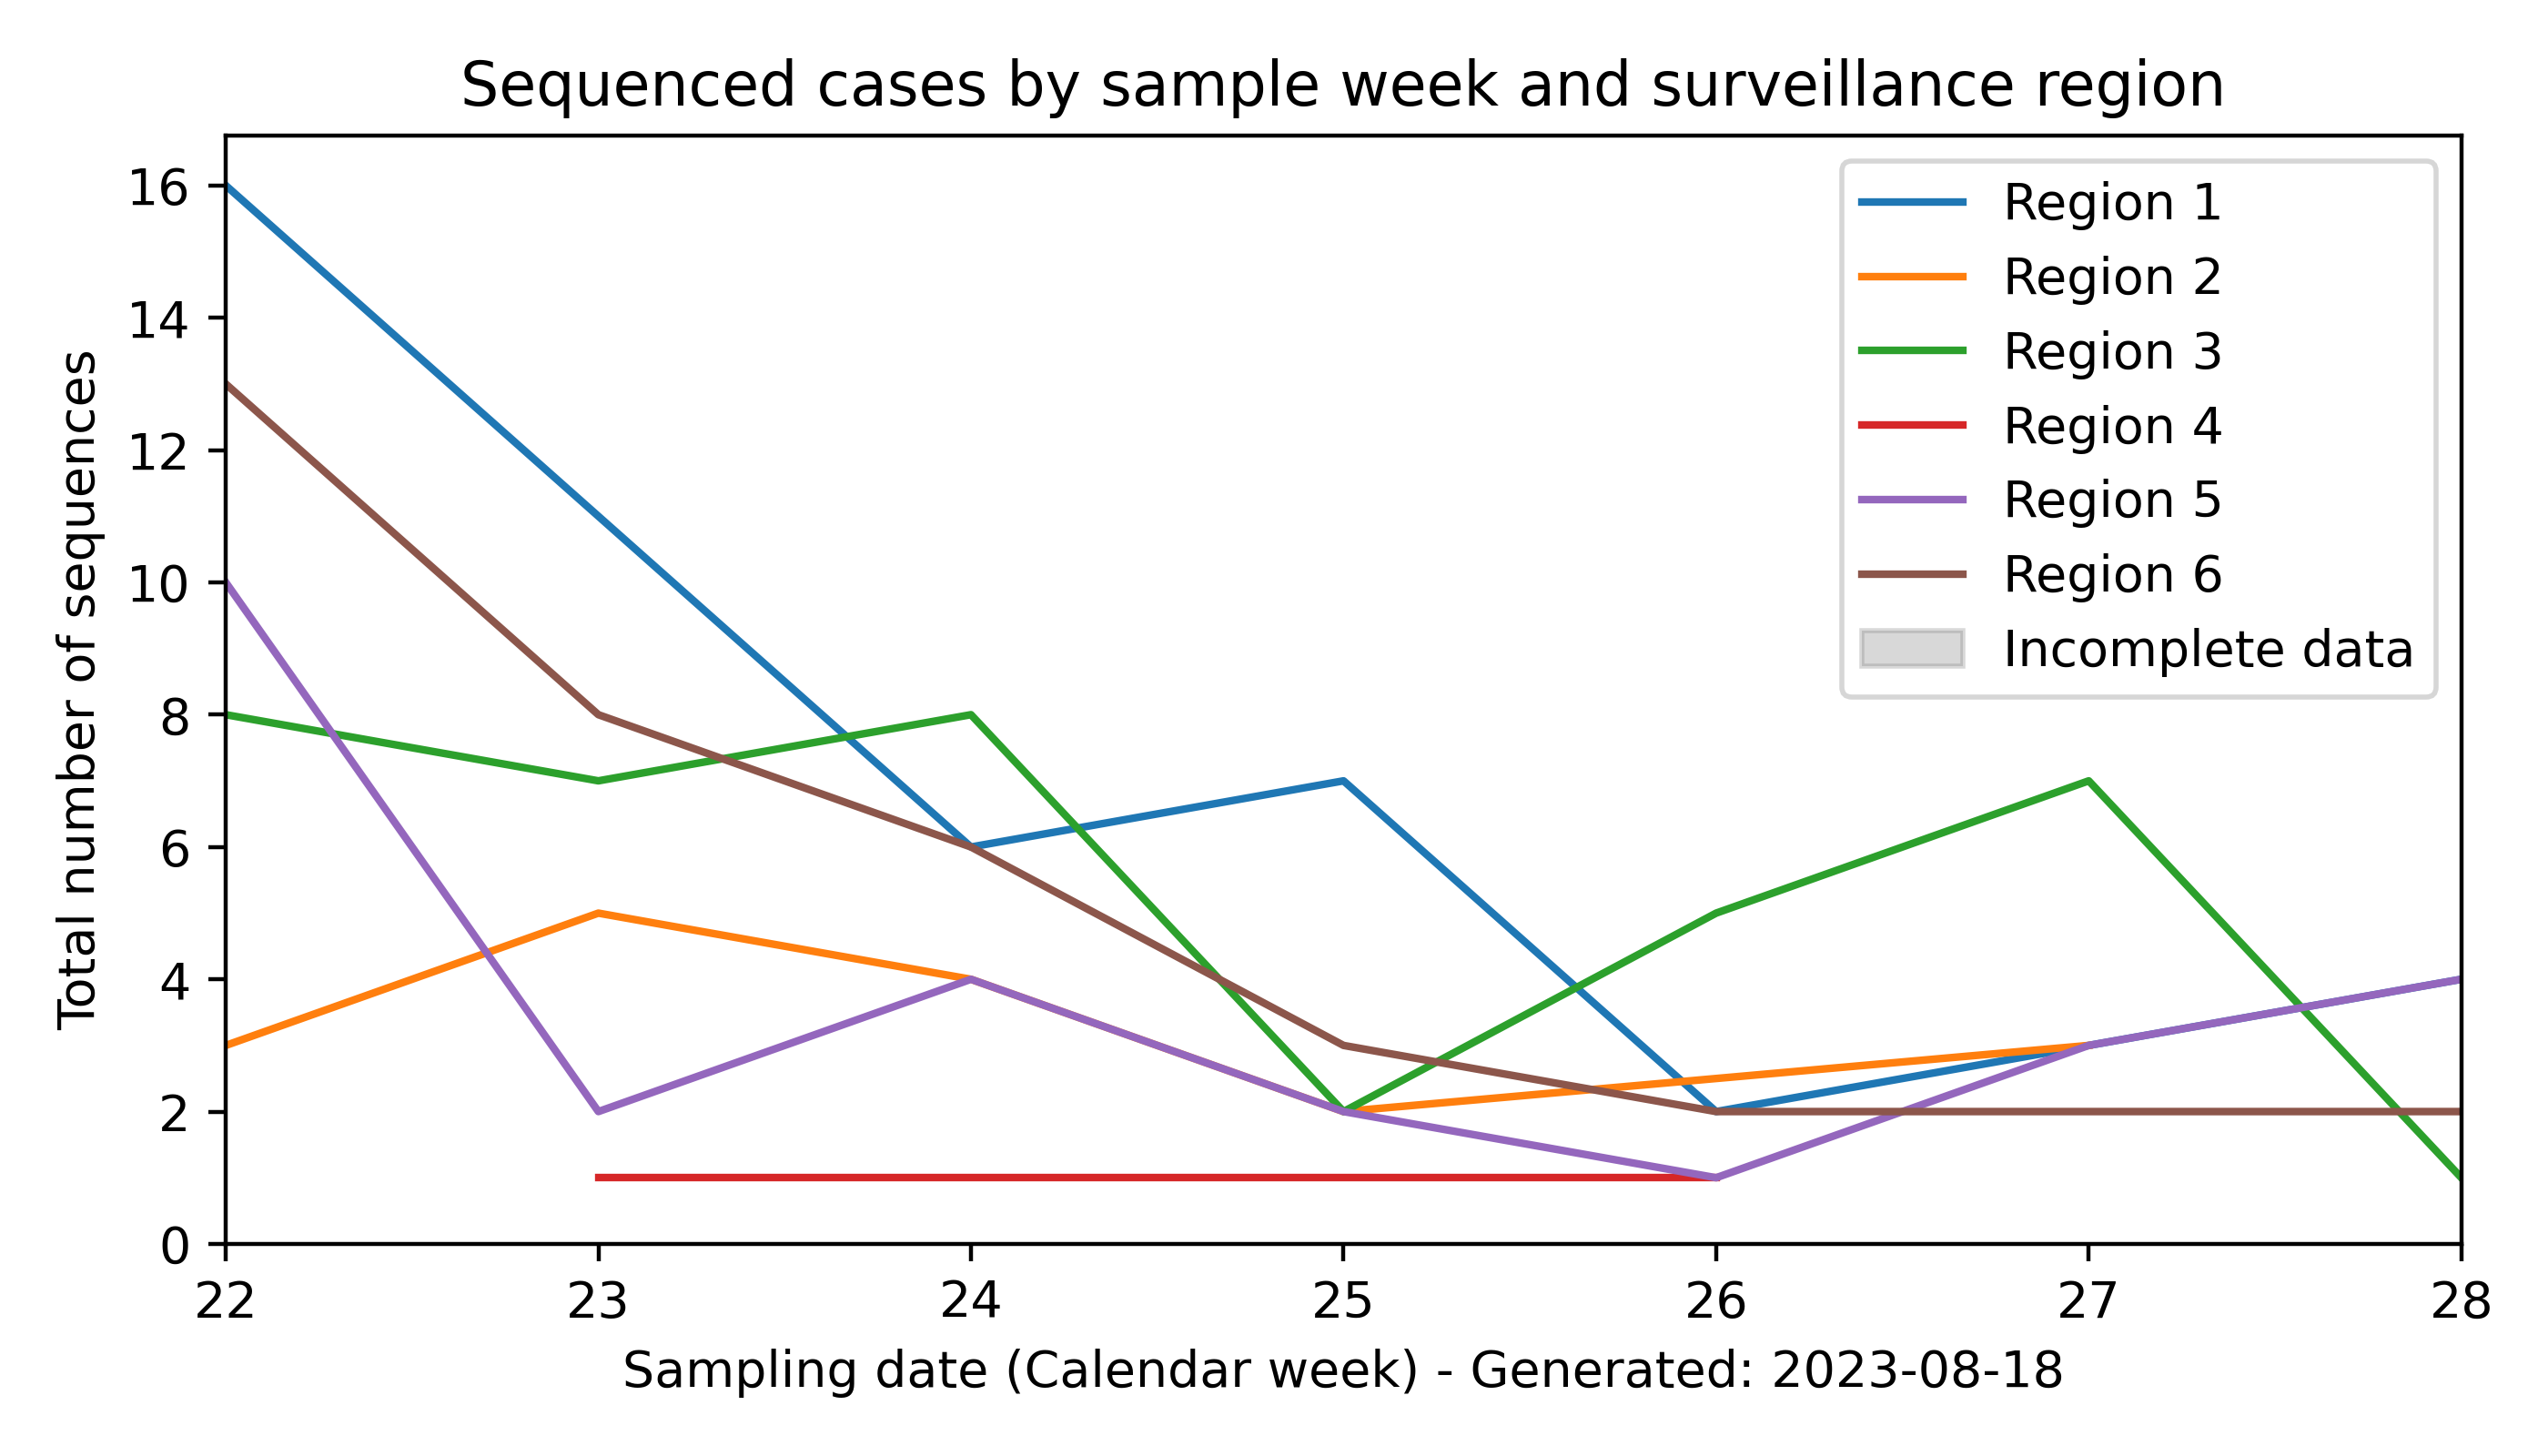 Sequenced cases by sample week and surveillance region
Total number of sequences
16
14
12
10
8
6
4
2
0
22 23 24 25 26 27 28
Sampling date (Calendar week) - Generated: 2023-08-18
Region 1
Region 2
Region 3
Region 4
Region 5
Region 6
Incomplete data